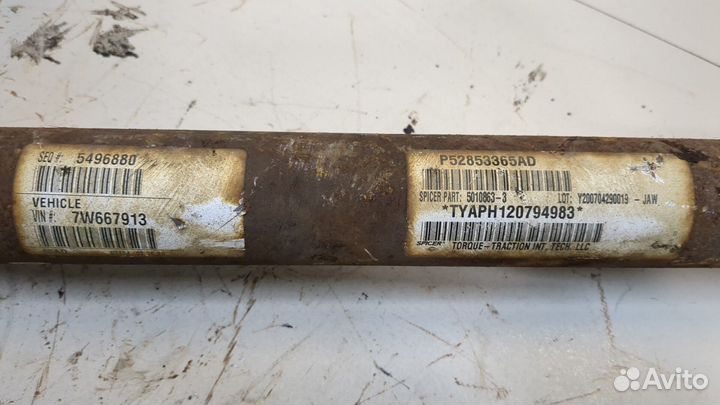 SEQ #: 5496880
VEHICLE
VIN #: 7W667913
P52853365AD
SPICER PART: 5010863-3 LOT: Y200704290019 - JAW
*TYAPH120794983*
SPICER TORQUE-TRACTION INT. TECH. LLC
Avito